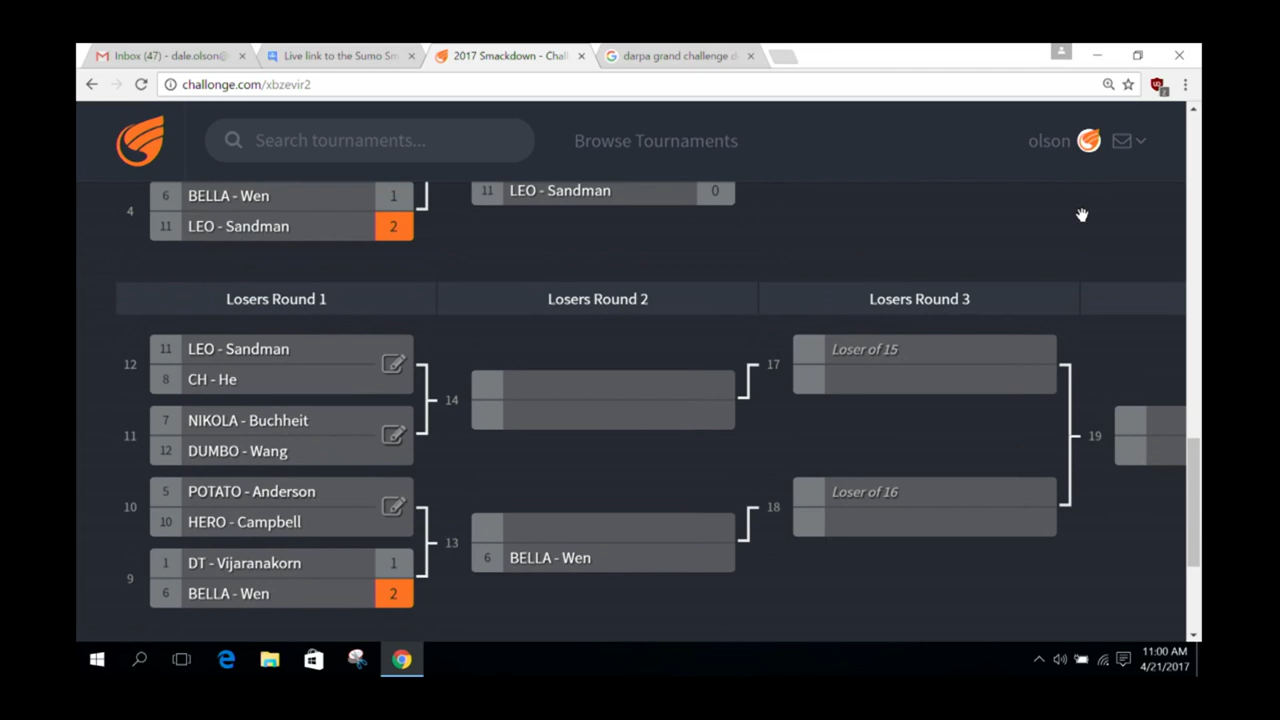 Inbox (47) - dale.olson@
Live link to the Sumo Sm
2017 Smackdown - Chal
darpa grand challenge d
challonge.com/xbzevir2
Search tournaments...
Browse Tournaments
olson
4
6 BELLA - Wen 1
11 LEO - Sandman 2
11 LEO - Sandman 0
Losers Round 1
Losers Round 2
Losers Round 3
12
11 LEO - Sandman
8 CH - He
11
7 NIKOLA - Buchheit
12 DUMBO - Wang
10
5 POTATO - Anderson
10 HERO - Campbell
9
1 DT - Vijaranakorn 1
6 BELLA - Wen 2
14
13
6 BELLA - Wen
17
Loser of 15
18
Loser of 16
19
11:00 AM
4/21/2017